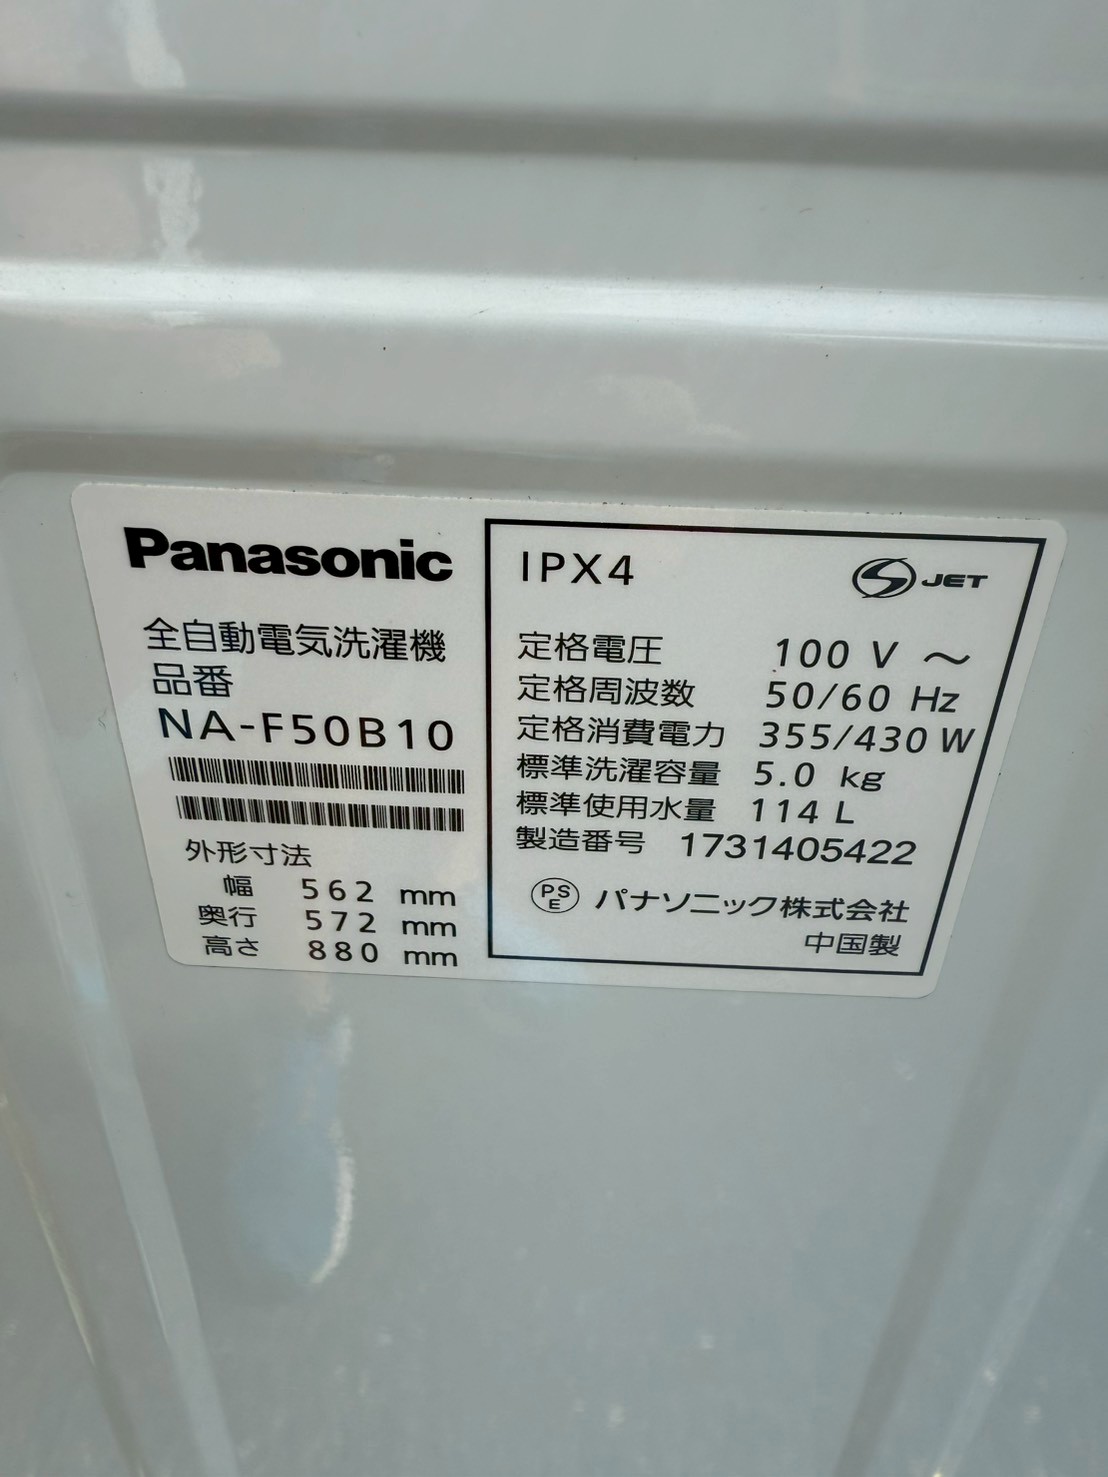 Panasonic
全自動電気洗濯機
品番
NA-F50B10
外形寸法
幅 562 mm
奥行 572 mm
高さ 880 mm
IPX4
S JET
定格電圧 100 V ～
定格周波数 50/60 Hz
定格消費電力 355/430 W
標準洗濯容量 5.0 kg
標準使用水量 114 L
製造番号 1731405422
PSE パナソニック株式会社
中国製